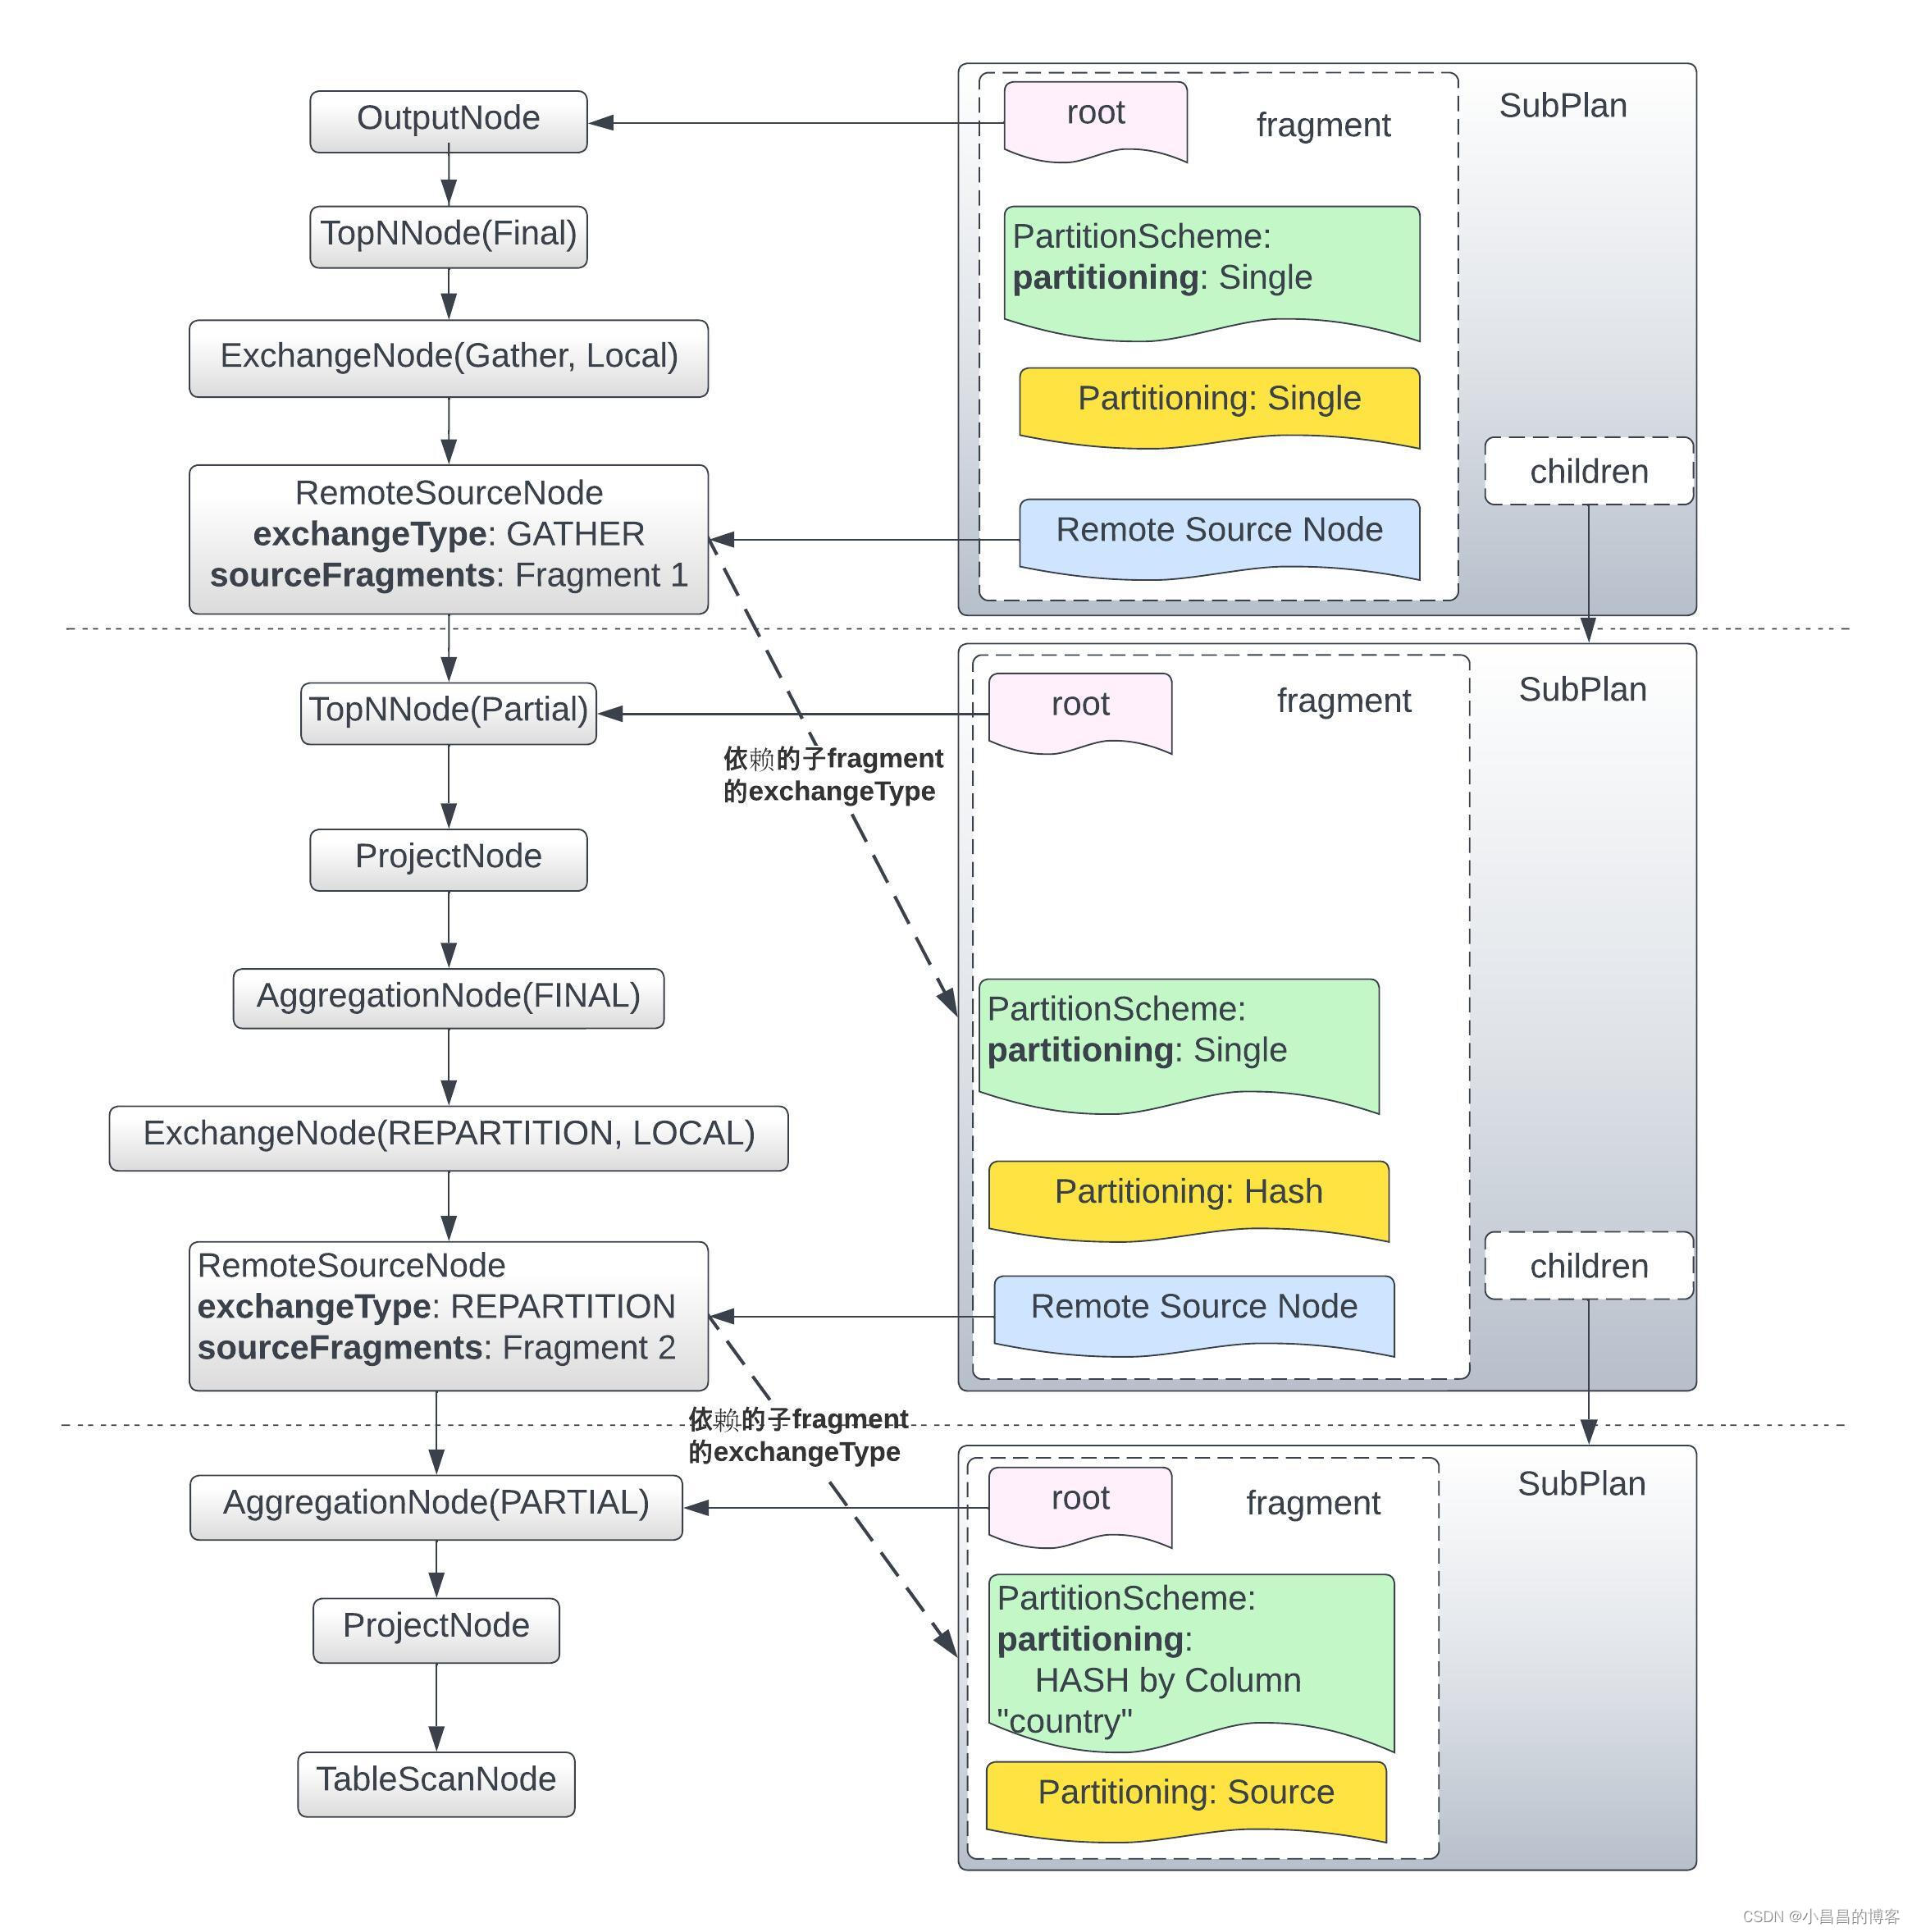 OutputNode
TopNNode(Final)
ExchangeNode(Gather, Local)
RemoteSourceNode
exchangeType: GATHER
sourceFragments: Fragment 1
root
fragment
SubPlan
PartitionScheme:
partitioning: Single
Partitioning: Single
children
Remote Source Node
TopNNode(Partial)
ProjectNode
AggregationNode(FINAL)
ExchangeNode(REPARTITION, LOCAL)
RemoteSourceNode
exchangeType: REPARTITION
sourceFragments: Fragment 2
依赖的子fragment
的exchangeType
root
fragment
SubPlan
PartitionScheme:
partitioning: Single
Partitioning: Hash
children
Remote Source Node
依赖的子fragment
的exchangeType
AggregationNode(PARTIAL)
ProjectNode
TableScanNode
root
fragment
SubPlan
PartitionScheme:
partitioning:
HASH by Column
"country"
Partitioning: Source
CSDN @小昌昌的博客